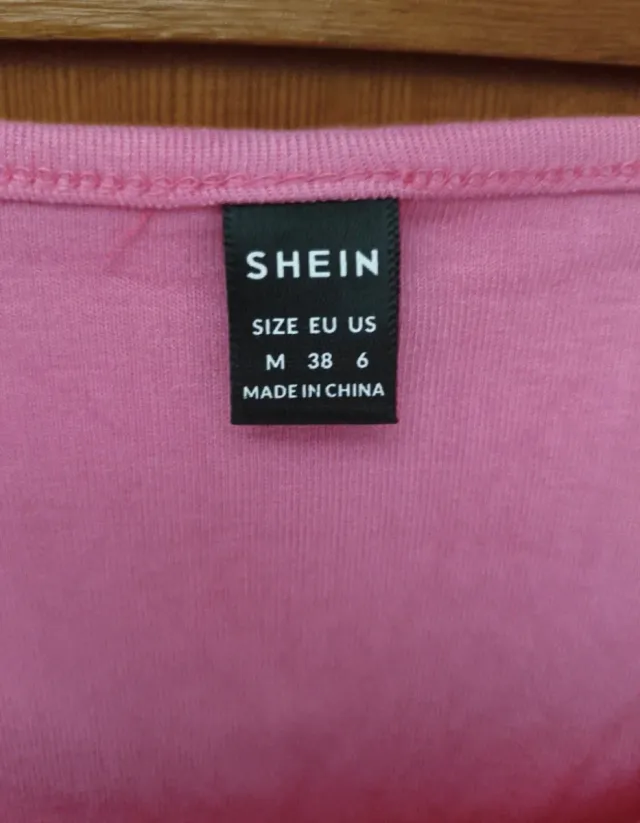 SHEIN
SIZE EU US
M 38 6
MADE IN CHINA